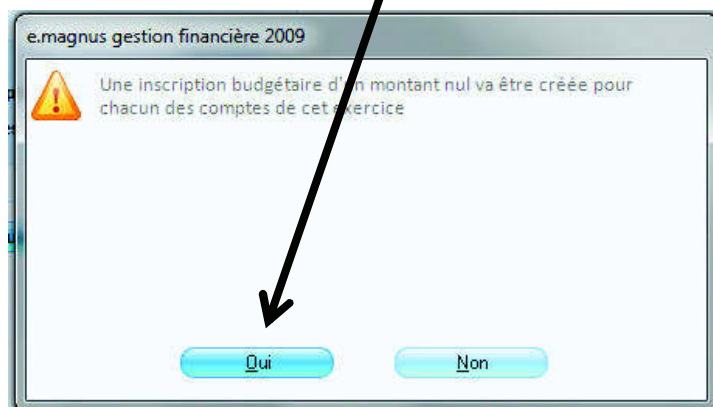 e.magnus gestion financière 2009
Une inscription budgétaire d'un montant nul va être créée pour
chacun des comptes de cet exercice
Oui
Non